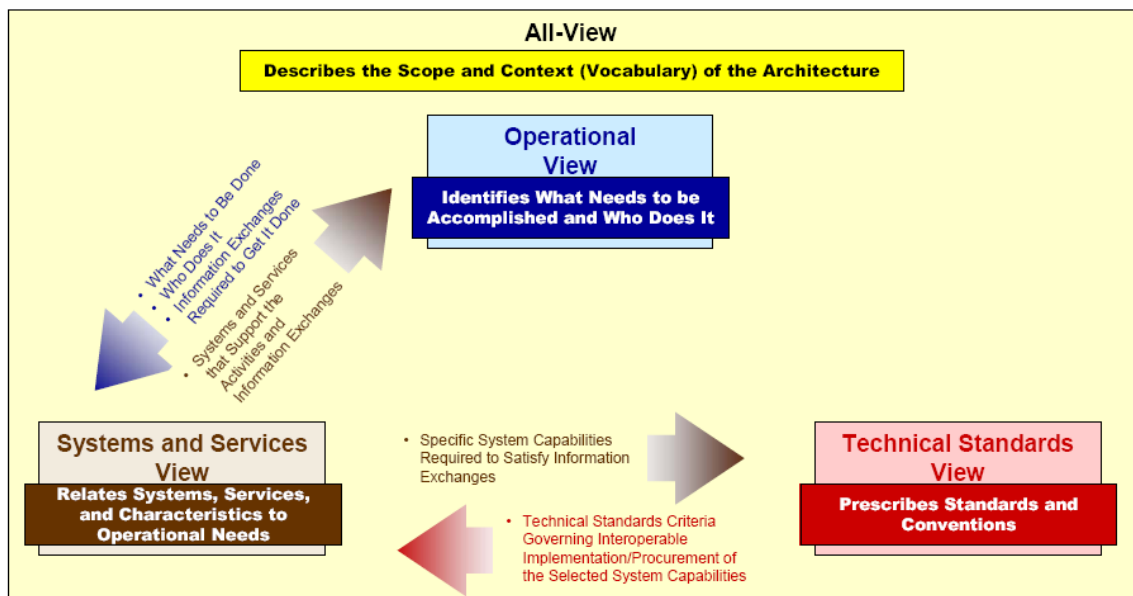 All-View
Describes the Scope and Context (Vocabulary) of the Architecture
Operational
View
Identifies What Needs to be
Accomplished and Who Does It
• What Needs to Be Done
• Who Does It
• Information Exchanges
Required to Get It Done
• Systems and Services
that Support the
Activities and
Information Exchanges
Systems and Services
View
Relates Systems, Services,
and Characteristics to
Operational Needs
• Specific System Capabilities
Required to Satisfy Information
Exchanges
• Technical Standards Criteria
Governing Interoperable
Implementation/Procurement of
the Selected System Capabilities
Technical Standards
View
Prescribes Standards and
Conventions